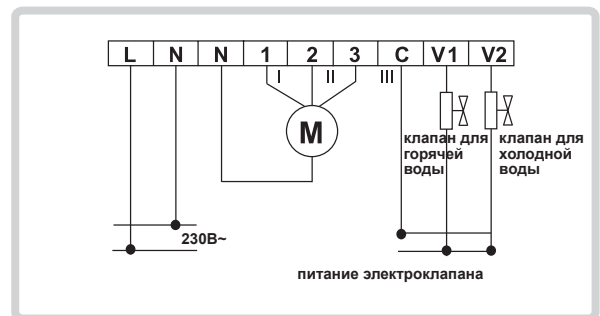 L N N 1 2 3 C V1 V2
I II III
M
клапан для
горячей
воды
клапан для
холодной
воды
230В~
питание электроклапана